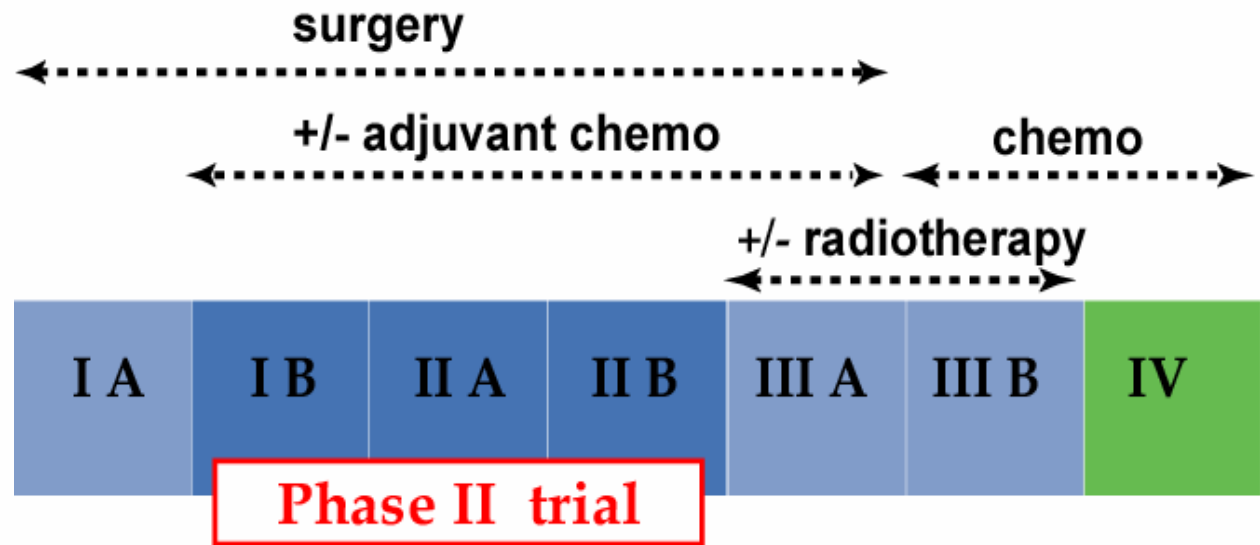 surgery
+/- adjuvant chemo
chemo
+/- radiotherapy
I A I B II A II B III A III B IV
Phase II trial